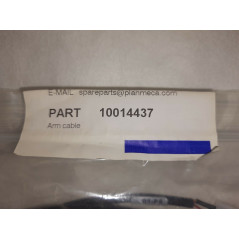 E-MAIL spareparts@planmeca.com
PART 10014437
Arm cable